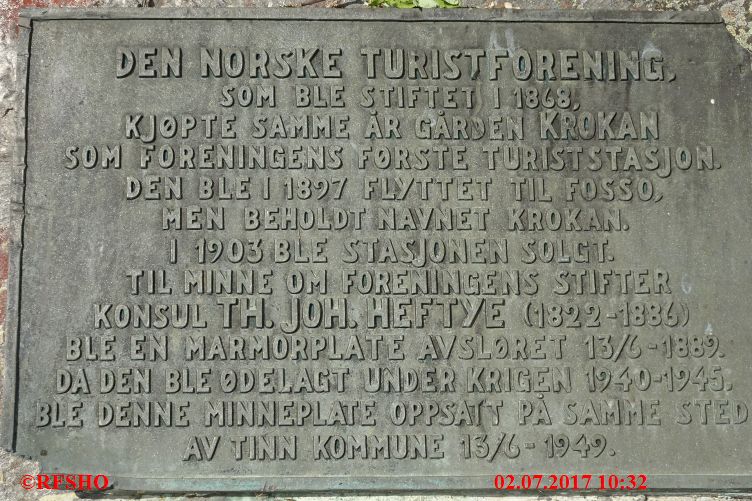 DEN NORSKE TURISTFORENING,
SOM BLE STIFTET I 1868,
KJØPTE SAMME ÅR GÅRDEN KROKAN
SOM FORENINGENS FØRSTE TURISTSTASJON.
DEN BLE I 1897 FLYTTET TIL FOSSO,
MEN BEHOLDT NAVNET KROKAN.
I 1903 BLE STASJONEN SOLGT.
TIL MINNE OM FORENINGENS STIFTER
KONSUL TH. JOH. HEFTYE (1822-1886)
BLE EN MARMORPLATE AVSLØRET 13/6-1889.
DA DEN BLE ØDELAGT UNDER KRIGEN 1940-1945,
BLE DENNE MINNEPLATE OPPSATT PÅ SAMME STED
AV TINN KOMMUNE 13/6-1949.
©RFSHO 02.07.2017 10:32